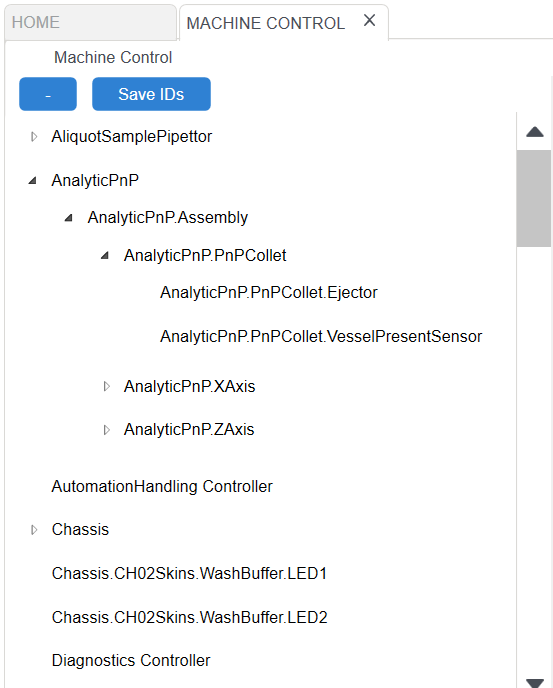 HOME
MACHINE CONTROL X
Machine Control
- Save IDs
AliquotSamplePipettor
AnalyticPnP
AnalyticPnP.Assembly
AnalyticPnP.PnPCollet
AnalyticPnP.PnPCollet.Ejector
AnalyticPnP.PnPCollet.VesselPresentSensor
AnalyticPnP.XAxis
AnalyticPnP.ZAxis
AutomationHandling Controller
Chassis
Chassis.CH02Skins.WashBuffer.LED1
Chassis.CH02Skins.WashBuffer.LED2
Diagnostics Controller